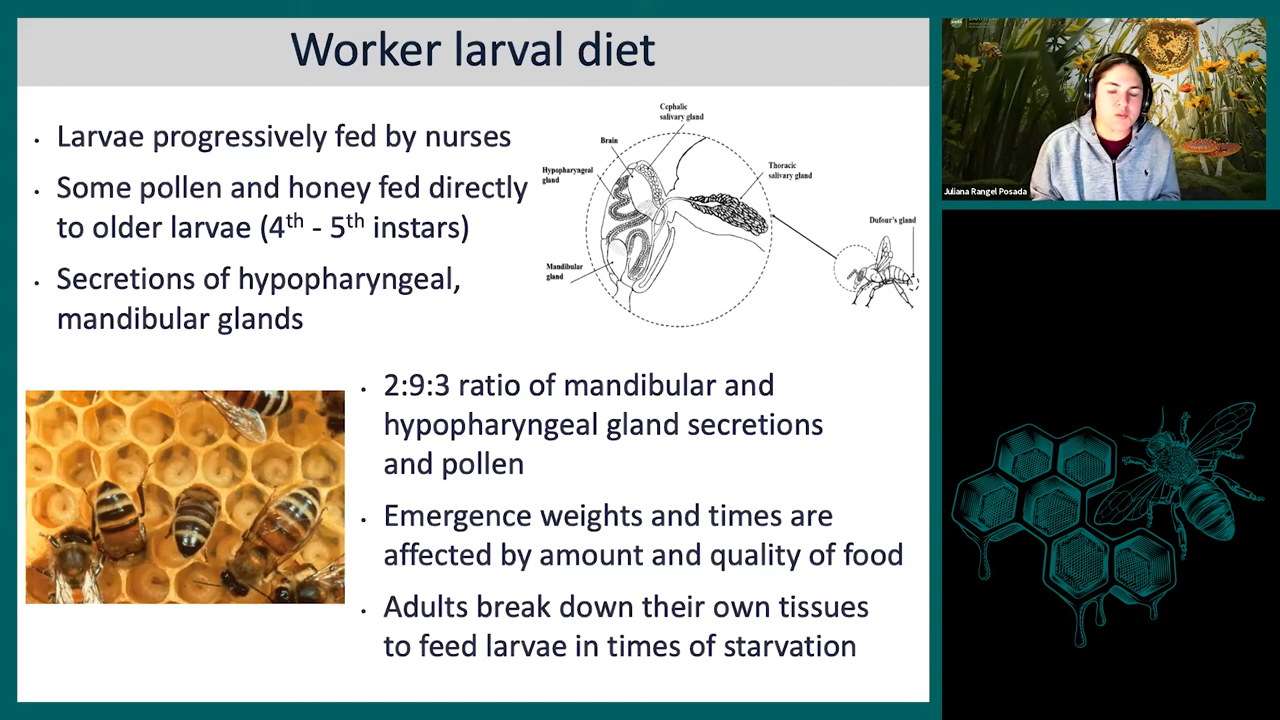 Worker larval diet
• Larvae progressively fed by nurses
• Some pollen and honey fed directly
to older larvae (4th - 5th instars)
• Secretions of hypopharyngeal,
mandibular glands
Cephalic
salivary gland
Brain
Hypopharyngeal
gland
Thoracic
salivary gland
Mandibular
gland
Dufour's gland
• 2:9:3 ratio of mandibular and
hypopharyngeal gland secretions
and pollen
• Emergence weights and times are
affected by amount and quality of food
• Adults break down their own tissues
to feed larvae in times of starvation
Juliana Rangel Posada